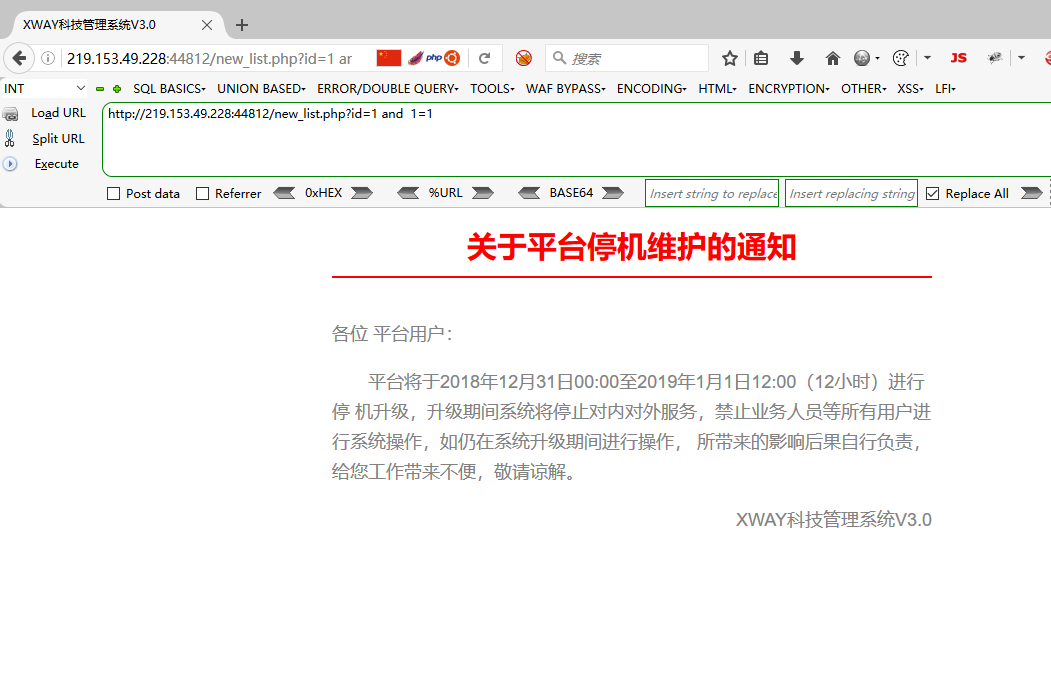 XWAY科技管理系统V3.0
219.153.49.228:44812/new_list.php?id=1 ar
php
搜索
JS
INT
SQL BASICS UNION BASED ERROR/DOUBLE QUERY TOOLS WAF BYPASS ENCODING HTML ENCRYPTION OTHER XSS LFI
Load URL
http://219.153.49.228:44812/new_list.php?id=1 and  1=1
Split URL
Execute
Post data Referrer 0xHEX %URL BASE64 Insert string to replace Insert replacing string Replace All
关于平台停机维护的通知
各位 平台用户：
平台将于2018年12月31日00:00至2019年1月1日12:00（12小时）进行
停 机升级，升级期间系统将停止对内对外服务，禁止业务人员等所有用户进
行系统操作，如仍在系统升级期间进行操作， 所带来的影响后果自行负责，
给您工作带来不便，敬请谅解。
XWAY科技管理系统V3.0